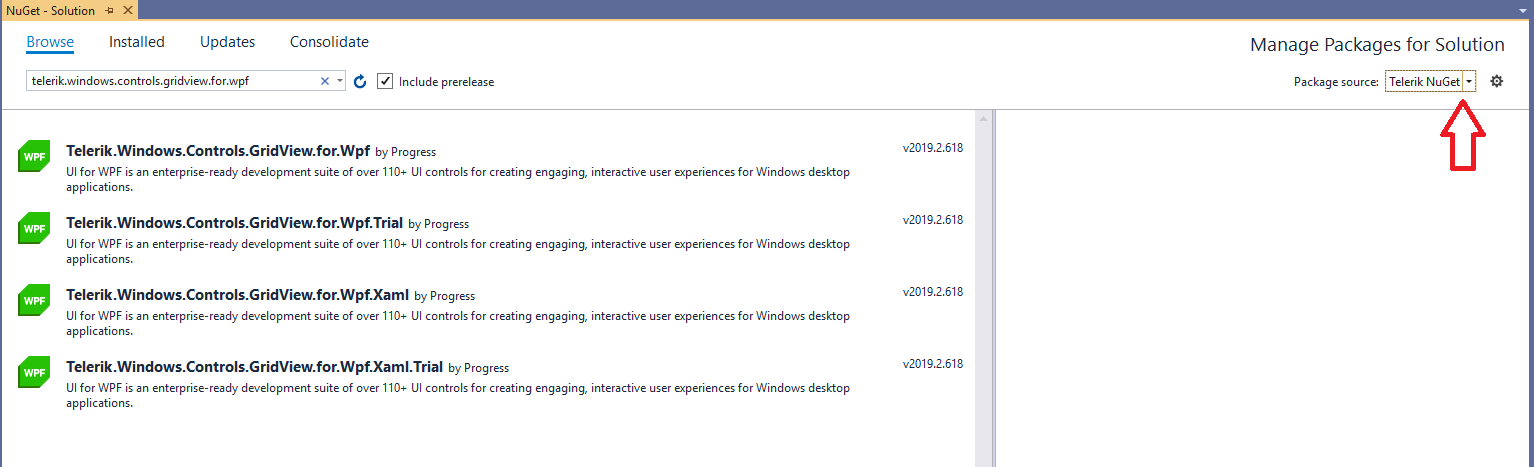 NuGet - Solution
Browse Installed Updates Consolidate
Manage Packages for Solution
telerik.windows.controls.gridview.for.wpf
Include prerelease
Package source: Telerik NuGet
WPF
Telerik.Windows.Controls.GridView.for.Wpf by Progress
v2019.2.618
UI for WPF is an enterprise-ready development suite of over 110+ UI controls for creating engaging, interactive user experiences for Windows desktop
applications.
WPF
Telerik.Windows.Controls.GridView.for.Wpf.Trial by Progress
v2019.2.618
UI for WPF is an enterprise-ready development suite of over 110+ UI controls for creating engaging, interactive user experiences for Windows desktop
applications.
WPF
Telerik.Windows.Controls.GridView.for.Wpf.Xaml by Progress
v2019.2.618
UI for WPF is an enterprise-ready development suite of over 110+ UI controls for creating engaging, interactive user experiences for Windows desktop
applications.
WPF
Telerik.Windows.Controls.GridView.for.Wpf.Xaml.Trial by Progress
v2019.2.618
UI for WPF is an enterprise-ready development suite of over 110+ UI controls for creating engaging, interactive user experiences for Windows desktop
applications.